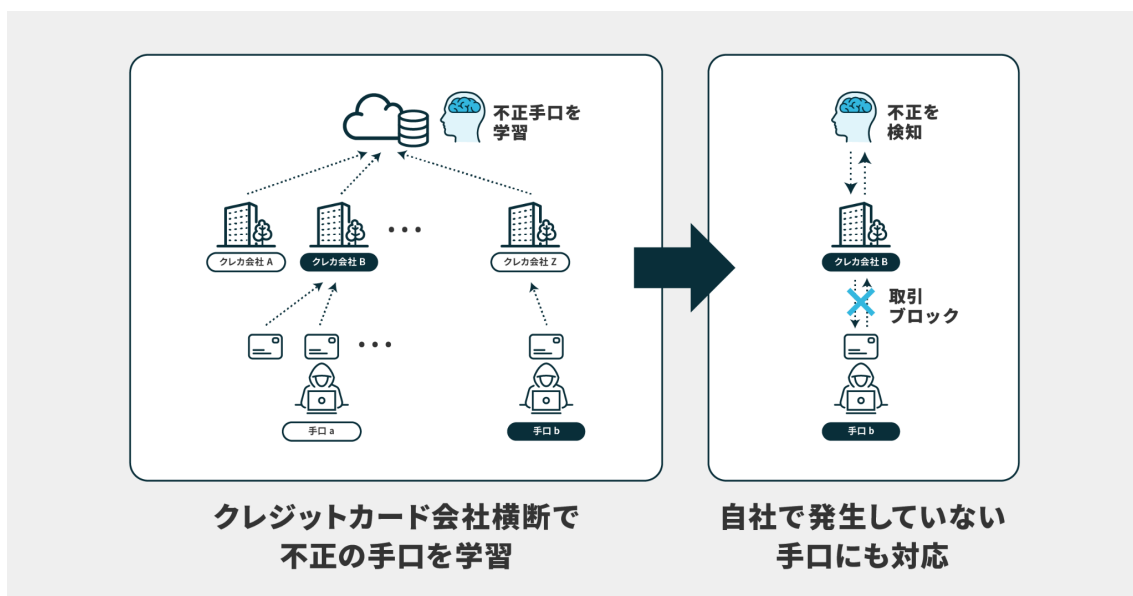 不正手口を
学習
クレカ会社 A
クレカ会社 B
・・・
クレカ会社 Z
・・・
手口 a
手口 b
クレジットカード会社横断で
不正の手口を学習
不正を
検知
クレカ会社 B
取引
ブロック
手口 b
自社で発生していない
手口にも対応